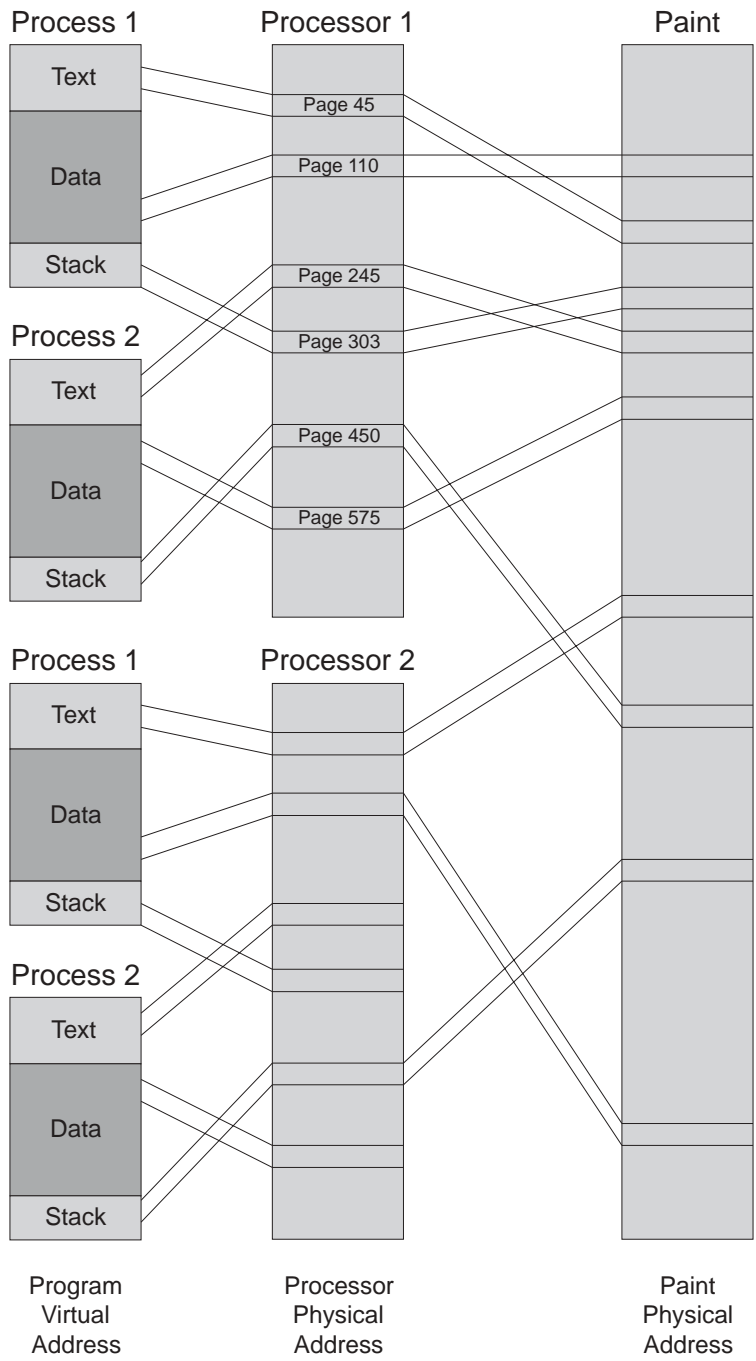 Process 1
Processor 1
Paint
Text
Page 45
Page 110
Data
Stack
Page 245
Process 2
Page 303
Text
Page 450
Data
Page 575
Stack
Process 1
Processor 2
Text
Data
Stack
Process 2
Text
Data
Stack
Program
Virtual
Address
Processor
Physical
Address
Paint
Physical
Address